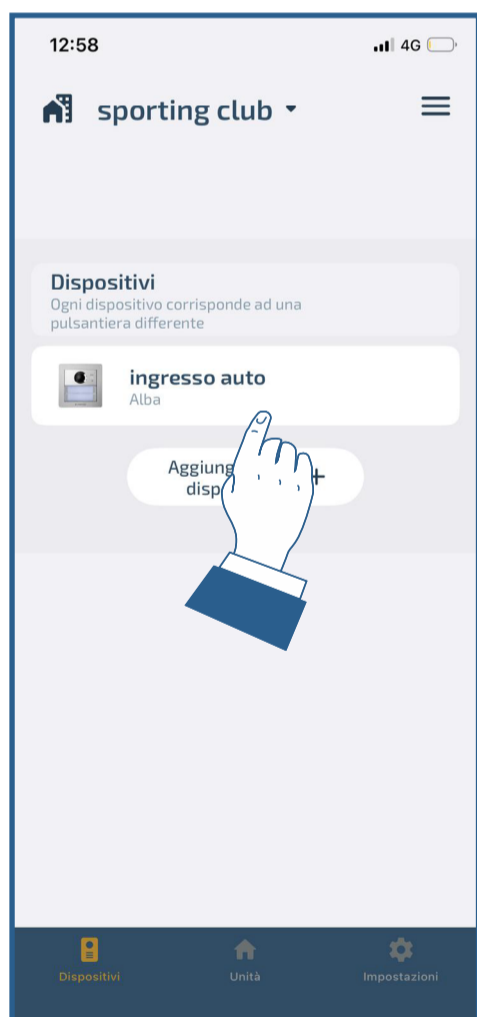 12:58
4G
sporting club
Dispositivi
Ogni dispositivo corrisponde ad una
pulsantiera differente
ingresso auto
Alba
+
Dispositivi
Unità
Impostazioni